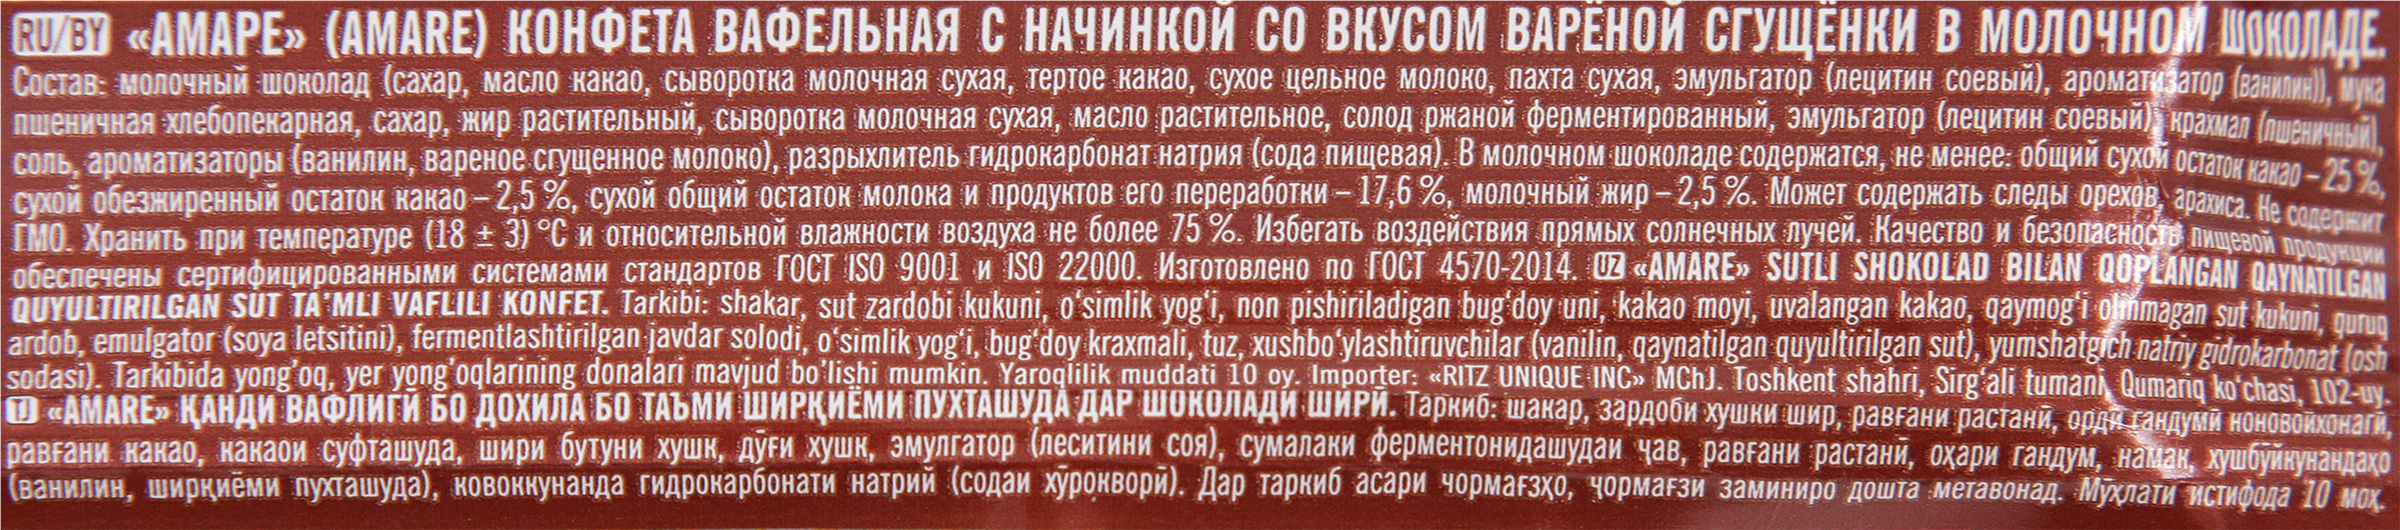 RU/BY «АМАРЕ» (AMARE) КОНФЕТА ВАФЕЛЬНАЯ С НАЧИНКОЙ СО ВКУСОМ ВАРЁНОЙ СГУЩЁНКИ В МОЛОЧНОМ ШОКОЛАДЕ.
Состав: молочный шоколад (сахар, масло какао, сыворотка молочная сухая, тертое какао, сухое цельное молоко, пахта сухая, эмульгатор (лецитин соевый), ароматизатор (ванилин)), мука
пшеничная хлебопекарная, сахар, жир растительный, сыворотка молочная сухая, масло растительное, солод ржаной ферментированный, эмульгатор (лецитин соевый), крахмал (пшеничный),
соль, ароматизаторы (ванилин, вареное сгущенное молоко), разрыхлитель гидрокарбонат натрия (сода пищевая). В молочном шоколаде содержатся, не менее: общий сухой остаток какао – 25 %,
сухой обезжиренный остаток какао – 2,5 %, сухой общий остаток молока и продуктов его переработки – 17,6 %, молочный жир – 2,5 %. Может содержать следы орехов, арахиса. Не содержит
ГМО. Хранить при температуре (18 ± 3) °С и относительной влажности воздуха не более 75 %. Избегать воздействия прямых солнечных лучей. Качество и безопасность пищевой продукции
обеспечены сертифицированными системами стандартов ГОСТ ISO 9001 и ISO 22000. Изготовлено по ГОСТ 4570-2014. UZ «AMARE» SUTLI SHOKOLAD BILAN QOPLANGAN QAYNATILGAN
QUYULTIRILGAN SUT TA'MLI VAFLILI KONFET. Tarkibi: shakar, sut zardobi kukuni, o‘simlik yog‘i, non pishiriladigan bug‘doy uni, kakao moyi, uvalangan kakao, qaymog‘i olinmagan sut kukuni, quruq
ardob, emulgator (soya letsitini), fermentlashtirilgan javdar solodi, o‘simlik yog‘i, bug‘doy kraxmali, tuz, xushbo‘ylashtiruvchilar (vanilin, qaynatilgan quyultirilgan sut), yumshatgich natriy gidrokarbonat (osh
sodasi). Tarkibida yong’oq, yer yong’oqlarining donalari mavjud bo’lishi mumkin. Yaroqlilik muddati 10 oy. Importer: «RITZ UNIQUE INC» MChJ. Toshkent shahri, Sirg‘ali tumani, Qumariq ko‘chasi, 102-uy.
TJ «AMARE» ҚАНДИ ВАФЛИГӢ БО ДОХИЛА БО ТАЪМИ ШИРҚИЁМИ ПУХТАШУДА ДАР ШОКОЛАДИ ШИРӢ. Таркиб: шакар, зардоби хушки шир, равғани растанӣ, орди гандумӣ нонвойхонагӣ,
равғани какао, какаои суфташуда, шири бутуни хушк, дӯғи хушк, эмулгатор (леситини соя), сумалаки ферментонидашудаи ҷав, равғани растанӣ, оҳари гандум, намак, хушбӯйкунандаҳо
(ванилин, ширқиёми пухташуда), ковоккунанда гидрокарбонати натрий (содаи хӯрокворӣ). Дар таркиб асари чормағзҳо, чормағзи заминиро дошта метавонад. Мӯҳлати истифода 10 моҳ.